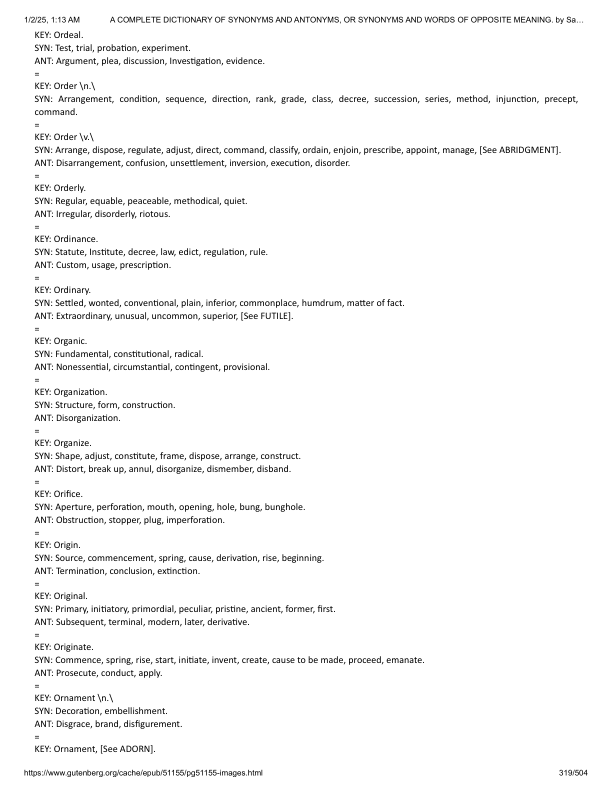 1/2/25, 1:13 AM A COMPLETE DICTIONARY OF SYNONYMS AND ANTONYMS, OR SYNONYMS AND WORDS OF OPPOSITE MEANING. by Sa…
KEY: Ordeal.
SYN: Test, trial, probation, experiment.
ANT: Argument, plea, discussion, Investigation, evidence.
=
KEY: Order \n.\
SYN: Arrangement, condition, sequence, direction, rank, grade, class, decree, succession, series, method, injunction, precept,
command.
=
KEY: Order \v.\
SYN: Arrange, dispose, regulate, adjust, direct, command, classify, ordain, enjoin, prescribe, appoint, manage, [See ABRIDGMENT].
ANT: Disarrangement, confusion, unsettlement, inversion, execution, disorder.
=
KEY: Orderly.
SYN: Regular, equable, peaceable, methodical, quiet.
ANT: Irregular, disorderly, riotous.
=
KEY: Ordinance.
SYN: Statute, Institute, decree, law, edict, regulation, rule.
ANT: Custom, usage, prescription.
=
KEY: Ordinary.
SYN: Settled, wonted, conventional, plain, inferior, commonplace, humdrum, matter of fact.
ANT: Extraordinary, unusual, uncommon, superior, [See FUTILE].
=
KEY: Organic.
SYN: Fundamental, constitutional, radical.
ANT: Nonessential, circumstantial, contingent, provisional.
=
KEY: Organization.
SYN: Structure, form, construction.
ANT: Disorganization.
=
KEY: Organize.
SYN: Shape, adjust, constitute, frame, dispose, arrange, construct.
ANT: Distort, break up, annul, disorganize, dismember, disband.
=
KEY: Orifice.
SYN: Aperture, perforation, mouth, opening, hole, bung, bunghole.
ANT: Obstruction, stopper, plug, imperforation.
=
KEY: Origin.
SYN: Source, commencement, spring, cause, derivation, rise, beginning.
ANT: Termination, conclusion, extinction.
=
KEY: Original.
SYN: Primary, initiatory, primordial, peculiar, pristine, ancient, former, first.
ANT: Subsequent, terminal, modern, later, derivative.
=
KEY: Originate.
SYN: Commence, spring, rise, start, initiate, invent, create, cause to be made, proceed, emanate.
ANT: Prosecute, conduct, apply.
=
KEY: Ornament \n.\
SYN: Decoration, embellishment.
ANT: Disgrace, brand, disfigurement.
=
KEY: Ornament, [See ADORN].
https://www.gutenberg.org/cache/epub/51155/pg51155-images.html 319/504